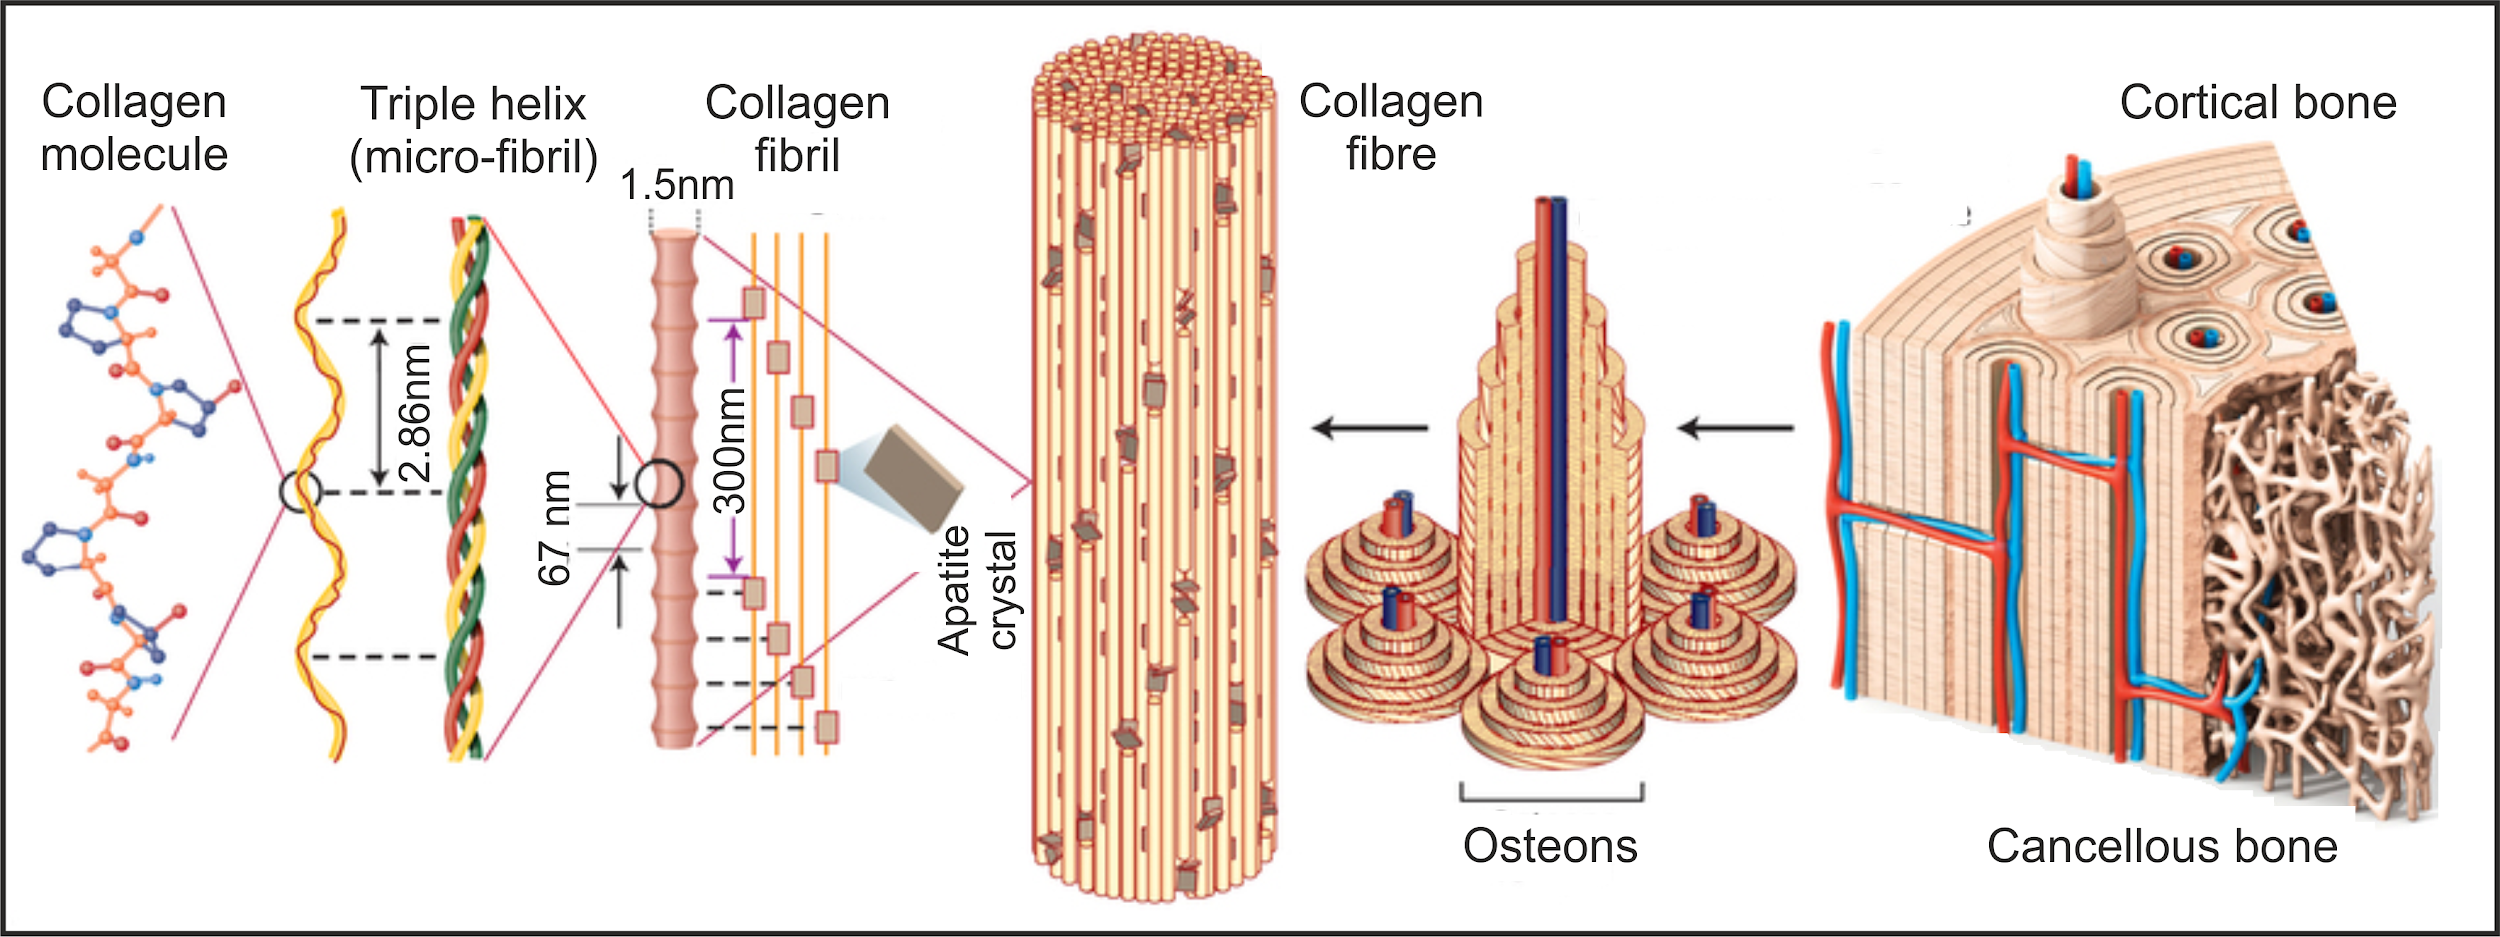 Collagen
molecule
Triple helix
(micro-fibril)
Collagen
fibril
1.5nm
2.86nm
67 nm
300nm
Apatite
crystal
Collagen
fibre
Osteons
Cortical bone
Cancellous bone